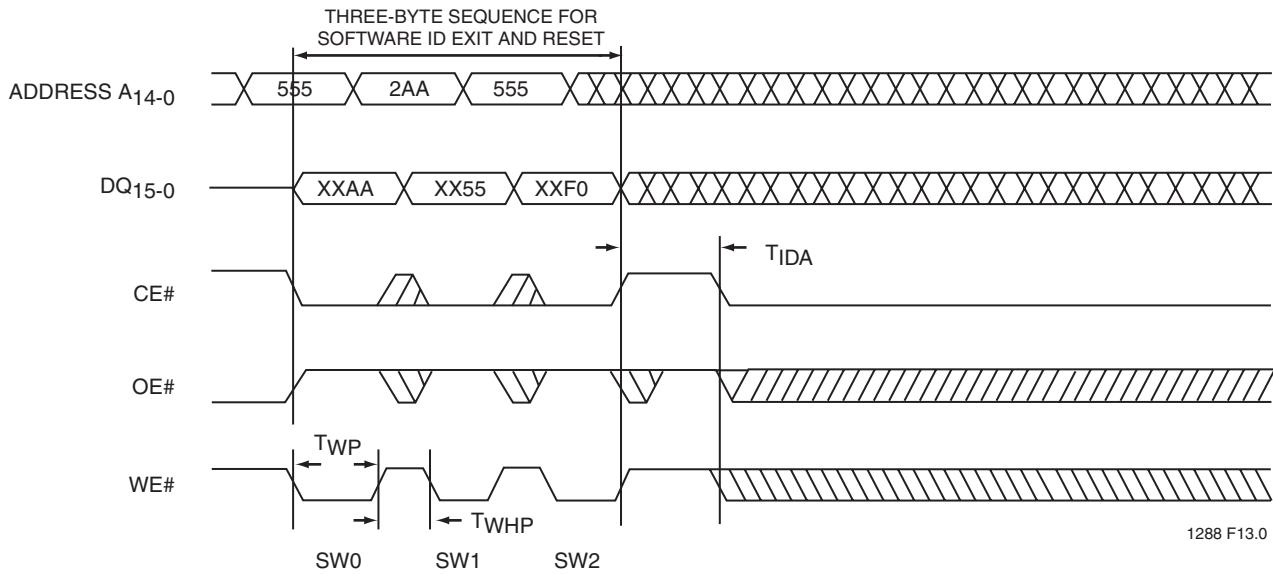 THREE-BYTE SEQUENCE FOR
SOFTWARE ID EXIT AND RESET
ADDRESS A14-0
555 2AA 555
DQ15-0
XXAA XX55 XXF0
TIDA
CE#
OE#
TWP
WE#
TWHP
1288 F13.0
SW0 SW1 SW2